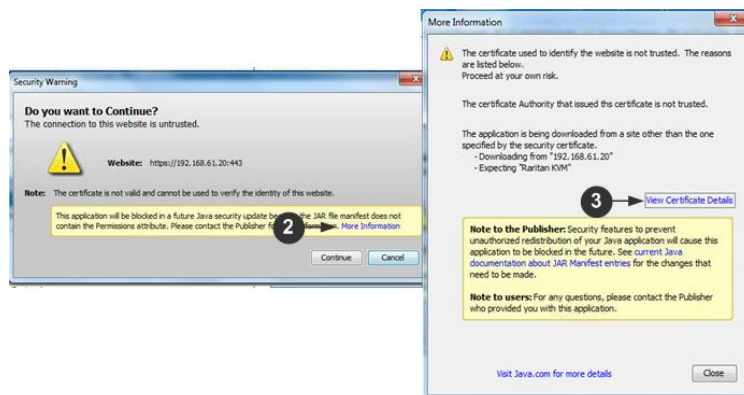 Security Warning
Do you want to Continue?
The connection to this website is untrusted.
Website: https://192.168.61.20:443
Note: The certificate is not valid and cannot be used to verify the identity of this website.
This application will be blocked in a future Java security update the JAR file manifest does not
contain the Permissions attribute. Please contact the Publisher More Information
2
Continue
Cancel
More Information
The certificate used to identify the website is not trusted. The reasons
are listed below.
Proceed at your own risk.
The certificate Authority that issued ths certificate is not trusted.
The application is being downloaded from a site other than the one
specified by the security certificate.
- Downloading from "192.168.61.20"
- Expecting "Raritan KVM"
3
View Certificate Details
Note to the Publisher: Security features to prevent
unauthorized redistribution of your Java application will cause this
application to be blocked in the future. See current Java
documentation about JAR Manifest entries for the changes that
need to be made.
Note to users: For any questions, please contact the Publisher
who provided you with this application.
Visit Java.com for more details
Close